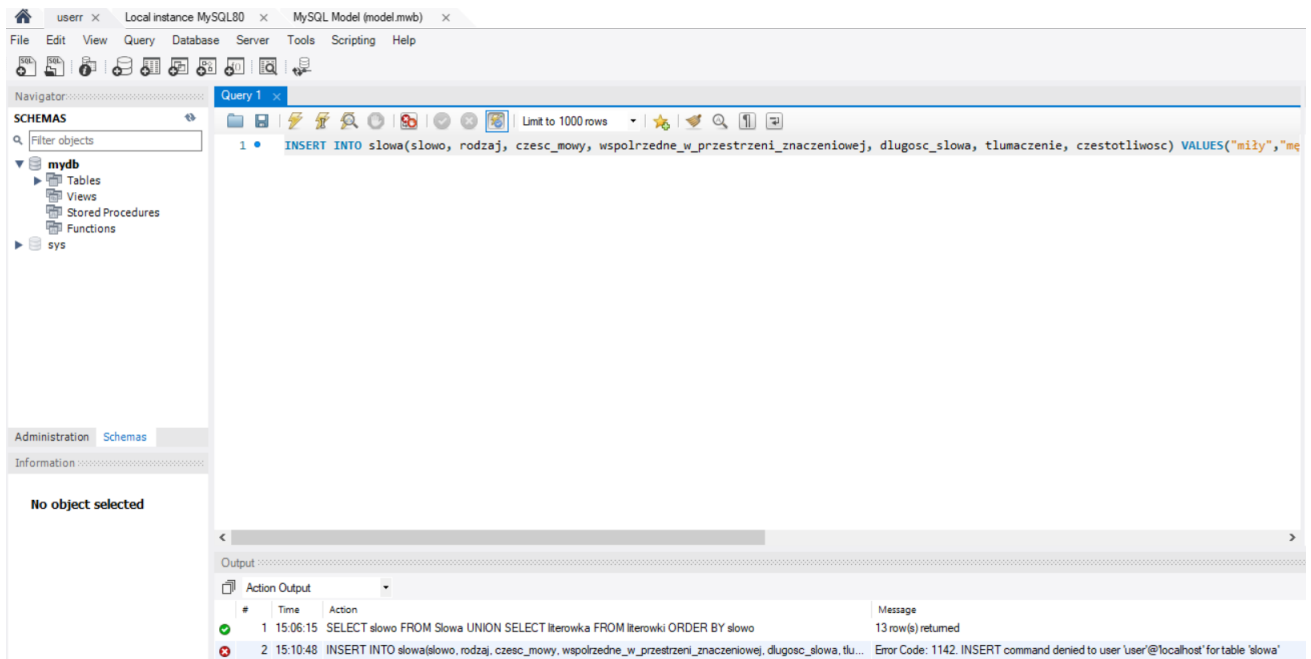 userr × Local instance MySQL80 × MySQL Model (model.mwb) ×
File Edit View Query Database Server Tools Scripting Help
Navigator
Query 1 ×
SCHEMAS
Filter objects
Limit to 1000 rows
1 INSERT INTO slowa(slowo, rodzaj, czesc_mowy, wspolrzedne_w_przestrzeni_znaczeniowej, dlugosc_slowa, tlumaczenie, czestotliwosc) VALUES("miły","mę
mydb
Tables
Views
Stored Procedures
Functions
sys
Administration Schemas
Information
No object selected
Output
Action Output
# Time Action Message
1 15:06:15 SELECT slowo FROM Slowa UNION SELECT literowka FROM literowki ORDER BY slowo 13 row(s) returned
2 15:10:48 INSERT INTO slowa(slowo, rodzaj, czesc_mowy, wspolrzedne_w_przestrzeni_znaczeniowej, dlugosc_slowa, tlu... Error Code: 1142. INSERT command denied to user 'user'@'localhost' for table 'slowa'